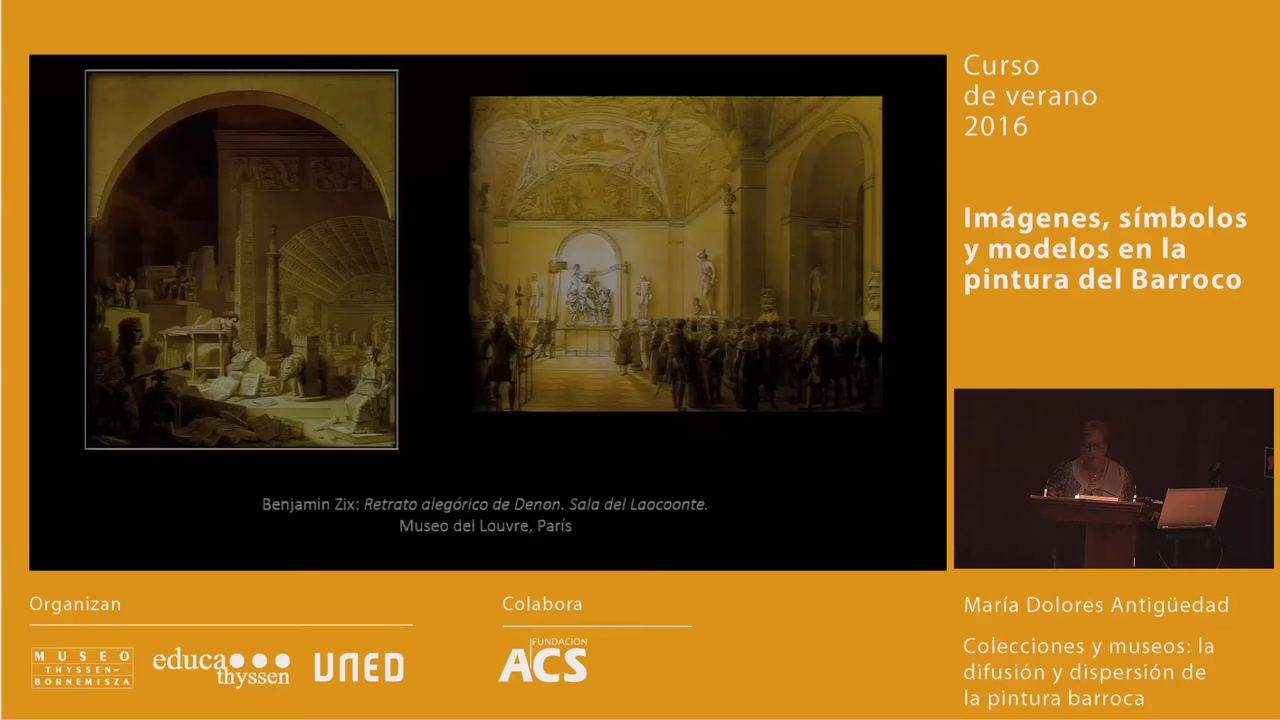 Curso
de verano
2016
Imágenes, símbolos
y modelos en la
pintura del Barroco
Benjamin Zix: Retrato alegórico de Denon. Sala del Laocoonte.
Museo del Louvre, París
Organizan
Colabora
MUSEO
THYSSEN-
BORNEMISZA
educa
thyssen
UNED
FUNDACION
ACS
María Dolores Antigüedad
Colecciones y museos: la
difusión y dispersión de
la pintura barroca